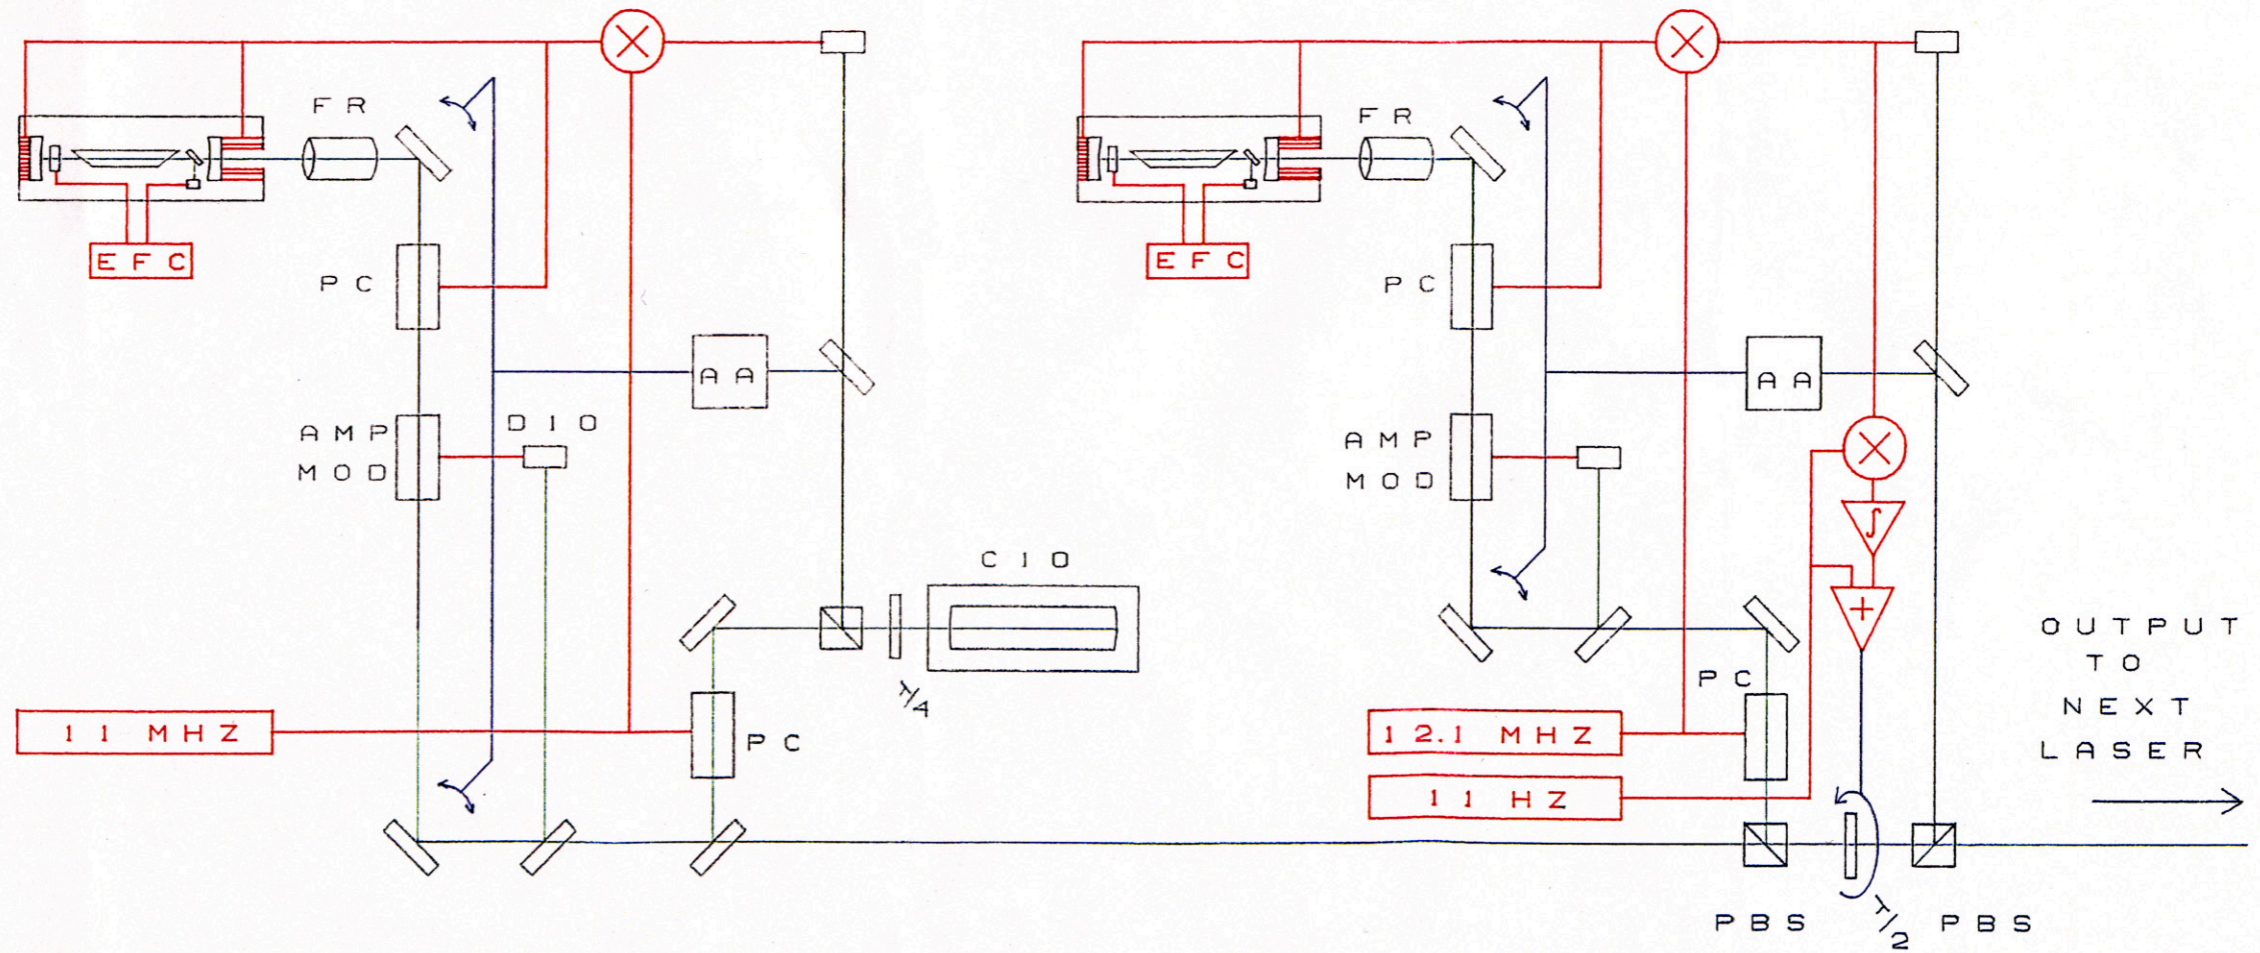 FR
EFC
PC
AMP
MOD
DIO
AA
CIO
λ/4
11 MHZ
PC
FR
EFC
PC
AMP
MOD
AA
PC
12.1 MHZ
11 HZ
OUTPUT
TO
NEXT
LASER
PBS
λ/2
PBS